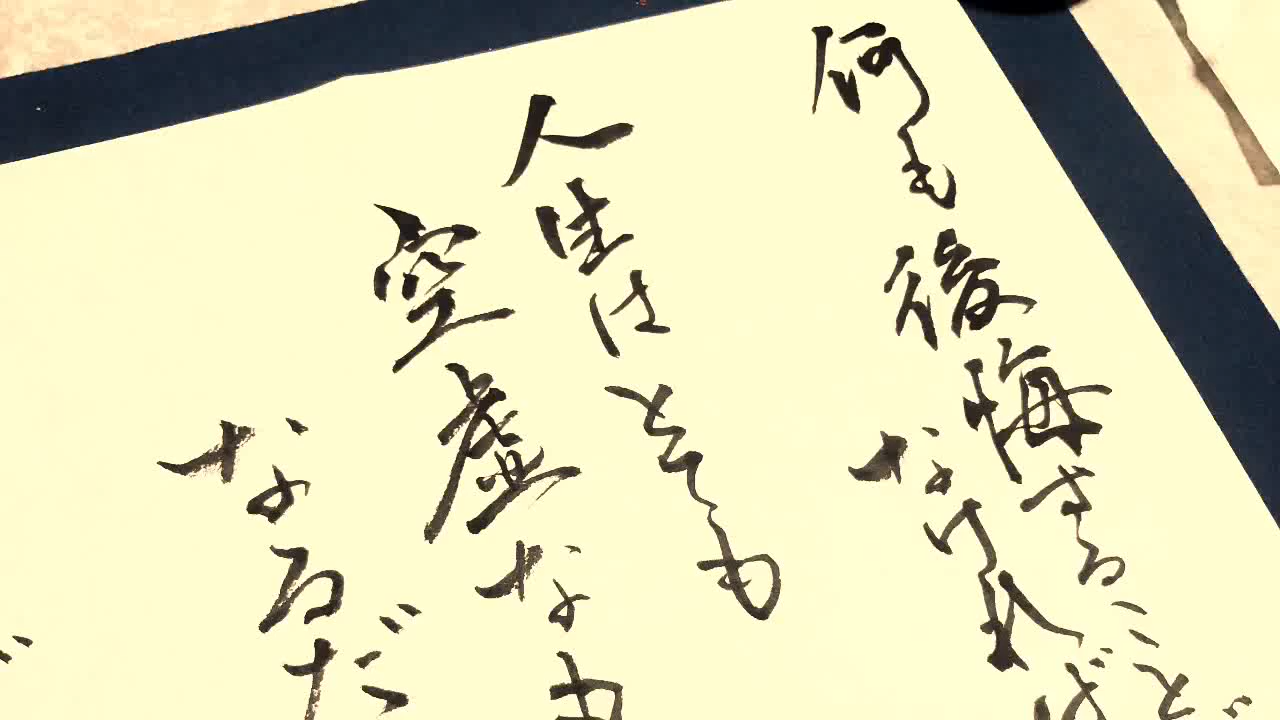 何も後悔すること
なければ
人生はとても
空虚なも
なるだ